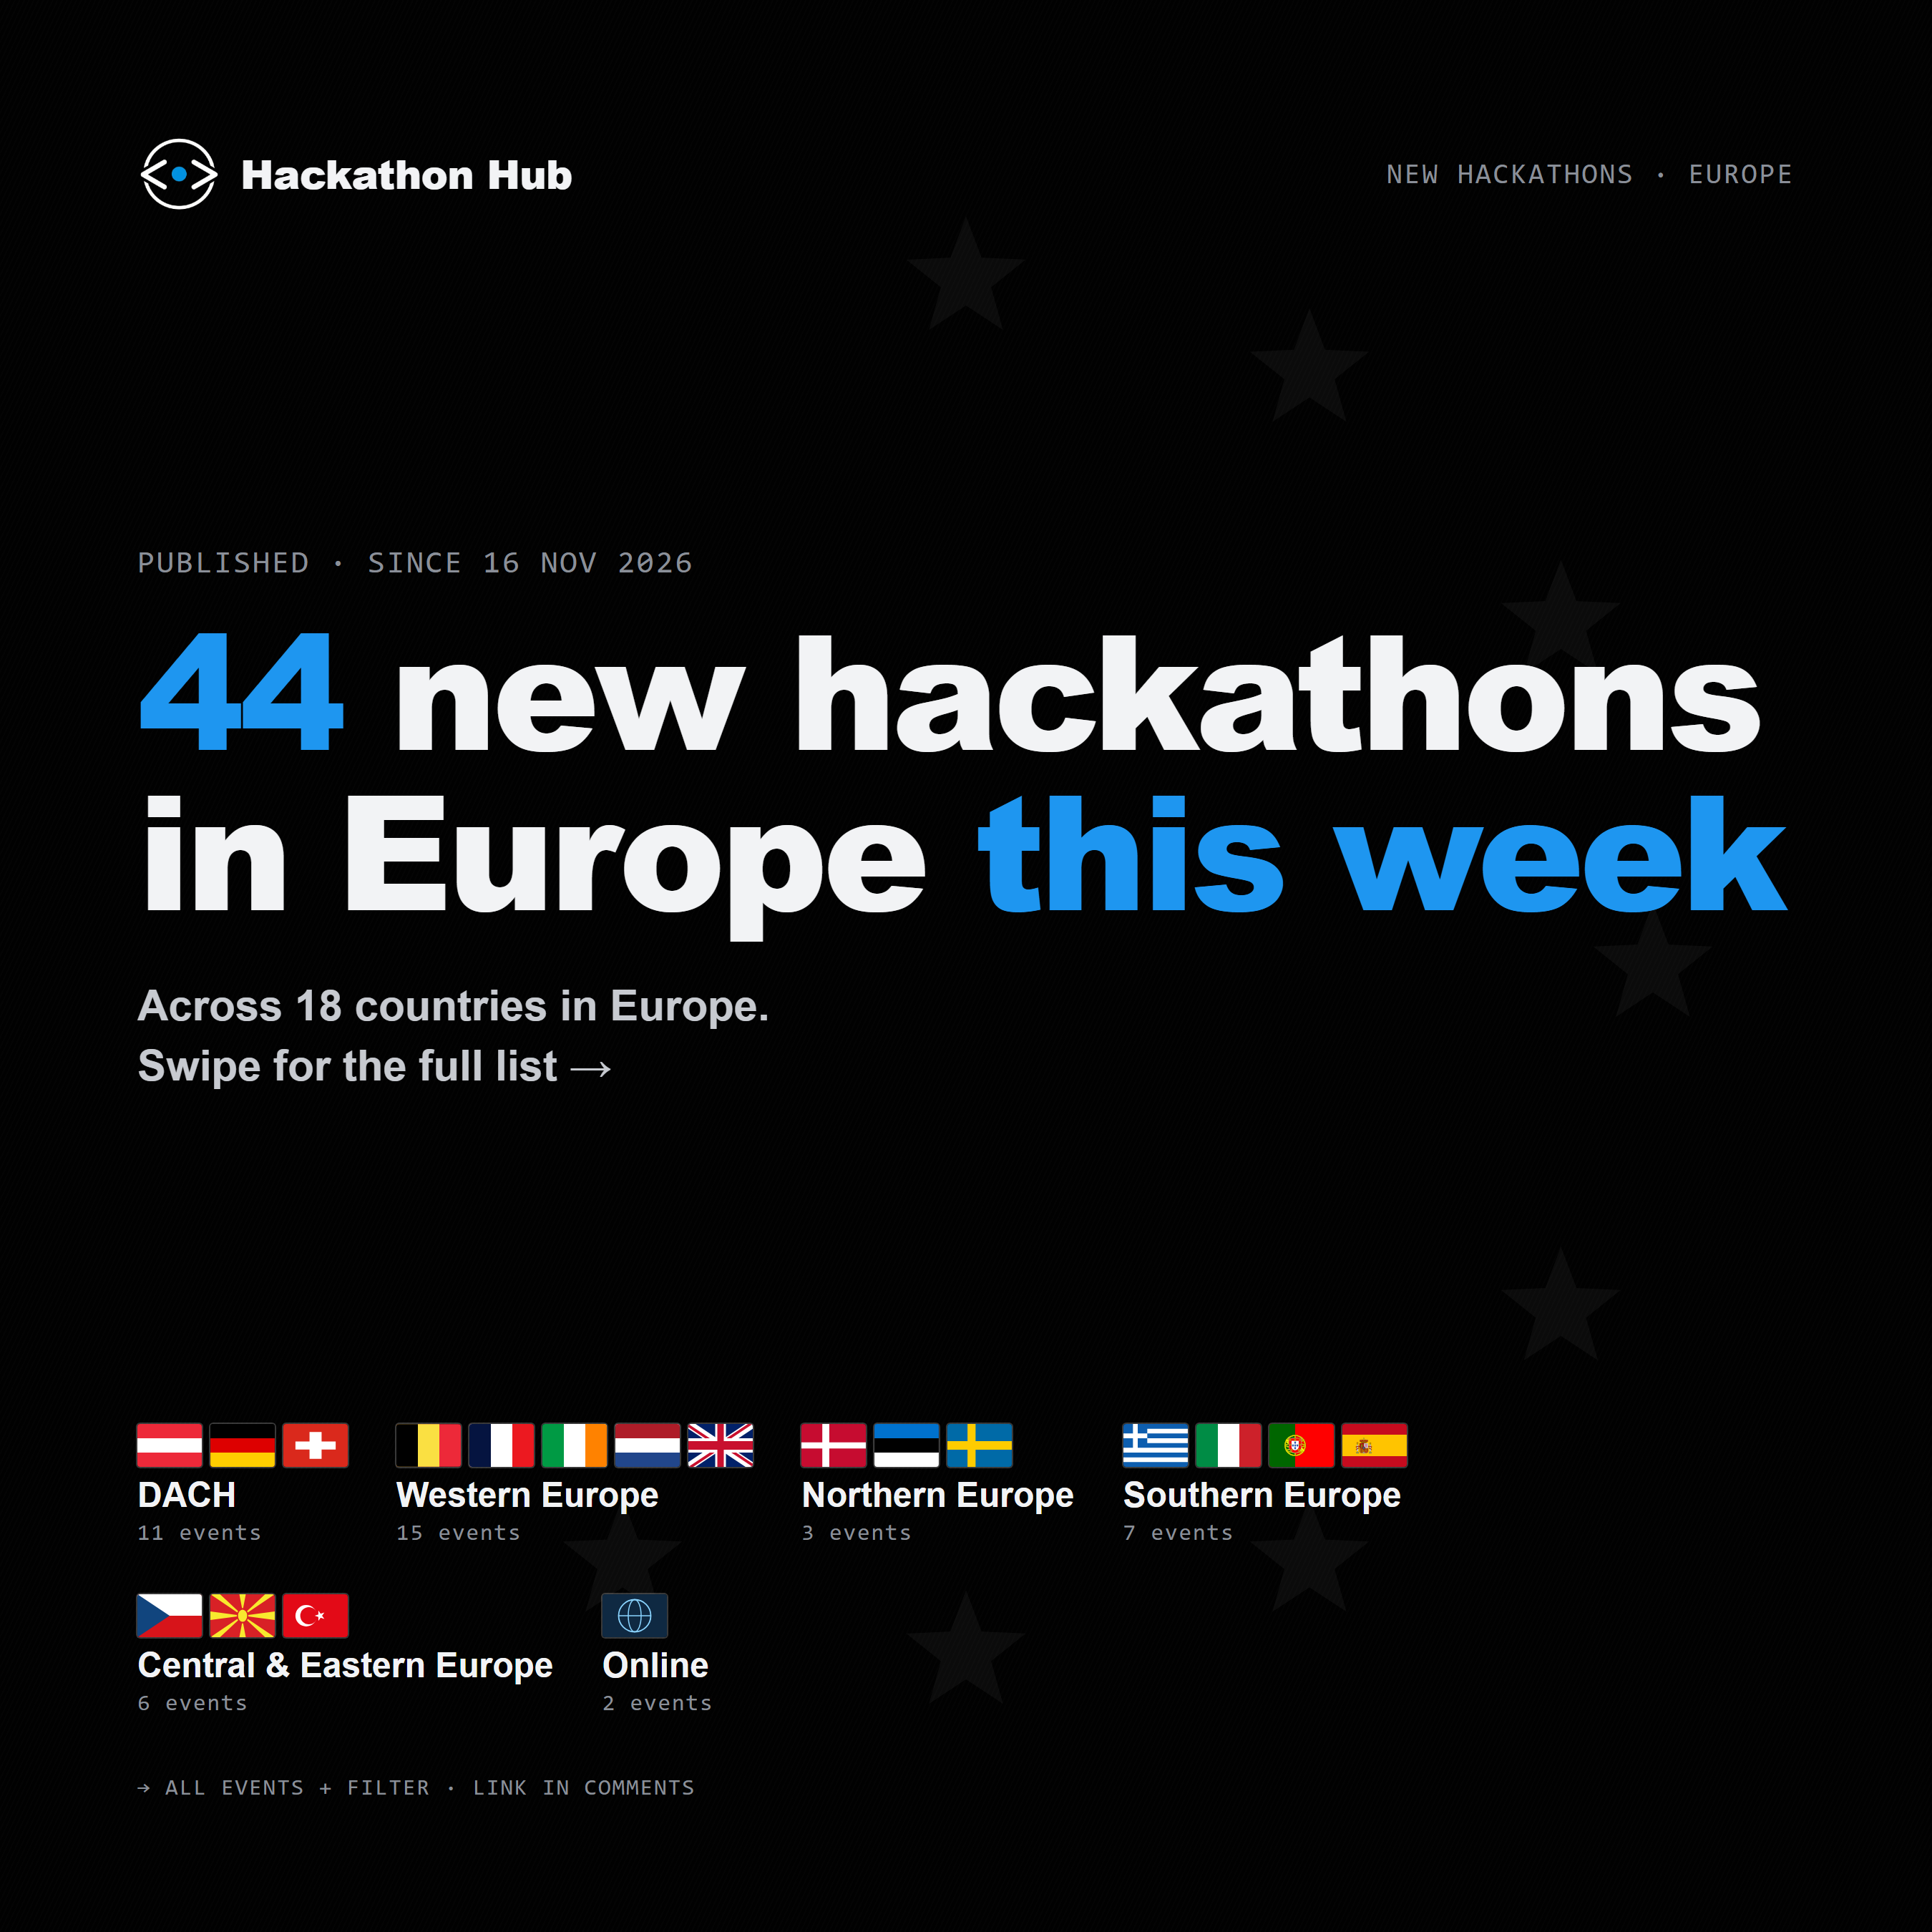 Hackathon Hub
NEW HACKATHONS · EUROPE
PUBLISHED · SINCE 16 NOV 2026
44 new hackathons
in Europe this week
Across 18 countries in Europe.
Swipe for the full list →
DACH
11 events
Western Europe
15 events
Northern Europe
3 events
Southern Europe
7 events
Central & Eastern Europe
6 events
Online
2 events
→ ALL EVENTS + FILTER · LINK IN COMMENTS